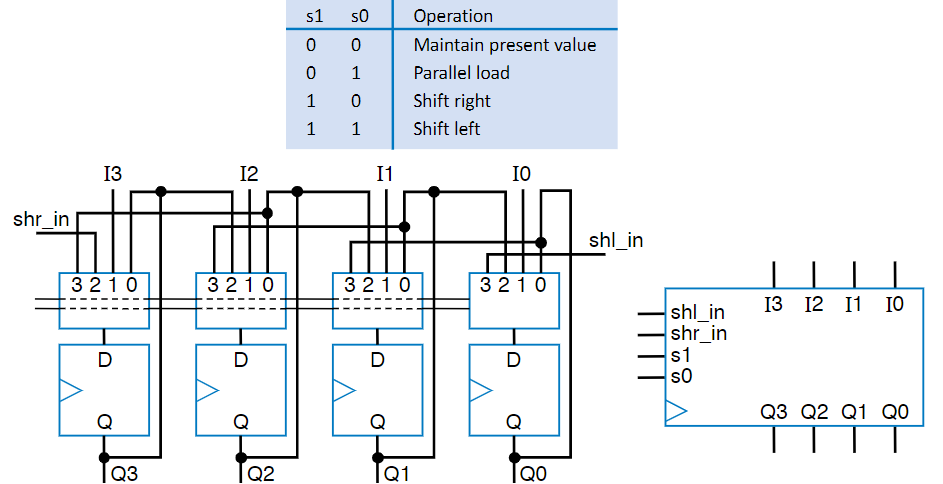 s1 s0 Operation
0 0 Maintain present value
0 1 Parallel load
1 0 Shift right
1 1 Shift left
I3 I2 I1 I0
shr_in
shl_in
3 2 1 0 3 2 1 0 3 2 1 0 3 2 1 0
D D D D
Q Q Q Q
Q3 Q2 Q1 Q0
I3 I2 I1 I0
shl_in
shr_in
s1
s0
Q3 Q2 Q1 Q0